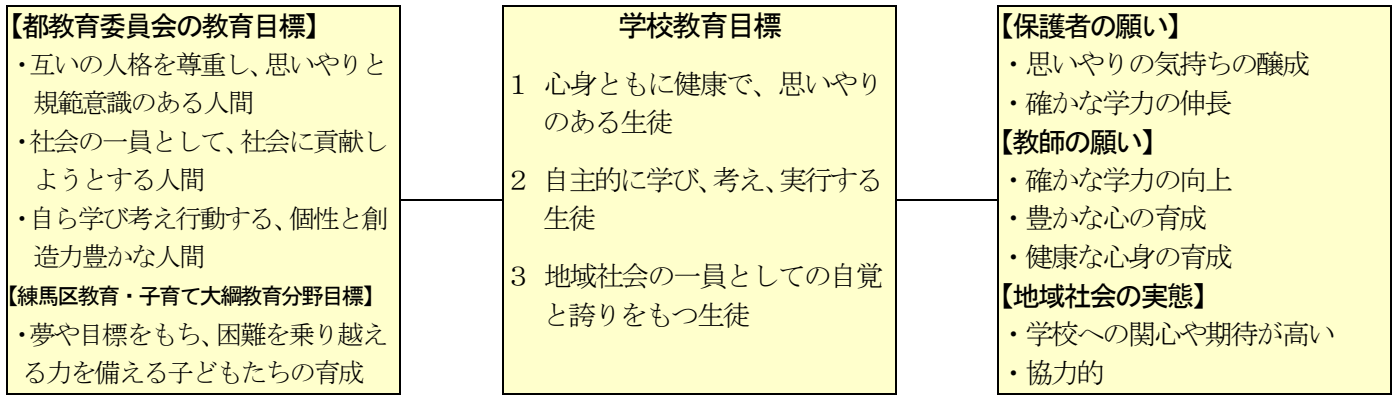 【都教育委員会の教育目標】
・互いの人格を尊重し、思いやりと
規範意識のある人間
・社会の一員として、社会に貢献し
ようとする人間
・自ら学び考え行動する、個性と創
造力豊かな人間
【練馬区教育・子育て大綱教育分野目標】
・夢や目標をもち、困難を乗り越え
る力を備える子どもたちの育成
学校教育目標
１ 心身ともに健康で、思いやり
のある生徒
２ 自主的に学び、考え、実行する
生徒
３ 地域社会の一員としての自覚
と誇りをもつ生徒
【保護者の願い】
・思いやりの気持ちの醸成
・確かな学力の伸長
【教師の願い】
・確かな学力の向上
・豊かな心の育成
・健康な心身の育成
【地域社会の実態】
・学校への関心や期待が高い
・協力的